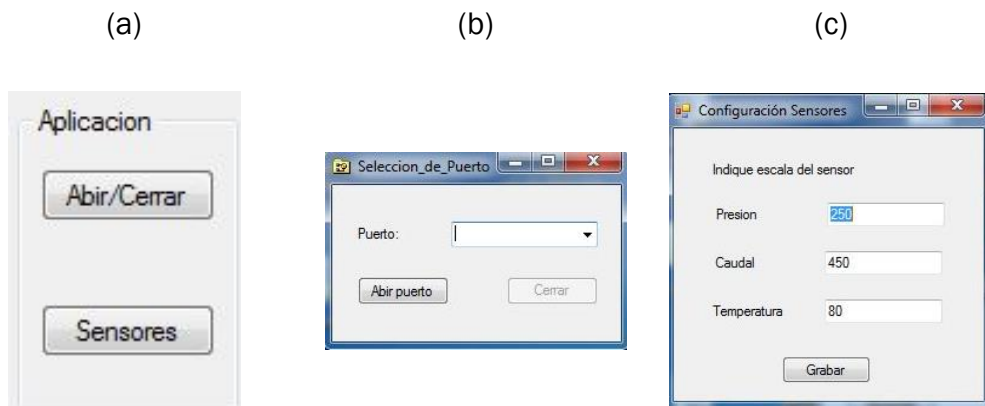 (a) (b) (c)
Aplicacion
Abir/Cerrar
Sensores
Seleccion_de_Puerto
Puerto:
Abir puerto Cerrar
Configuración Sensores
Indique escala del sensor
Presion 250
Caudal 450
Temperatura 80
Grabar